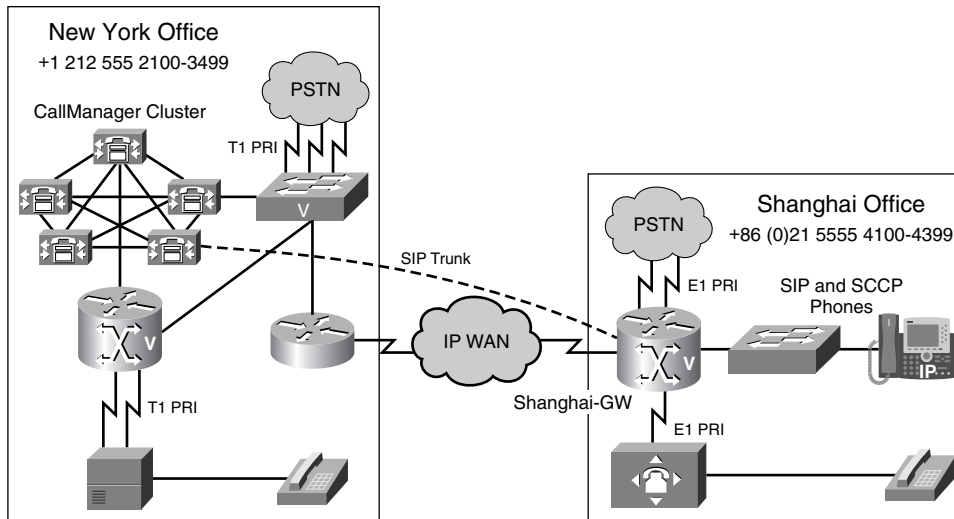 New York Office
+1 212 555 2100-3499
CallManager Cluster
PSTN
T1 PRI
V
SIP Trunk
V
T1 PRI
IP WAN
PSTN
Shanghai Office
+86 (0)21 5555 4100-4399
E1 PRI
SIP and SCCP
Phones
V
IP
Shanghai-GW
E1 PRI